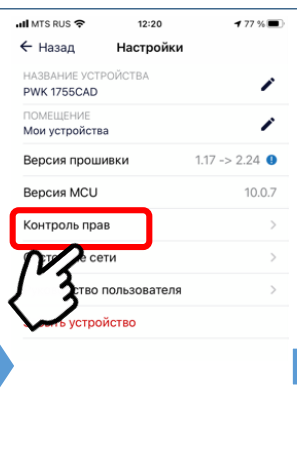 MTS RUS 12:20 77 %
← Назад Настройки
НАЗВАНИЕ УСТРОЙСТВА
PWK 1755CAD
ПОМЕЩЕНИЕ
Мои устройства
Версия прошивки 1.17 -> 2.24
Версия MCU 10.0.7
Контроль прав
сети
пользователя
устройство